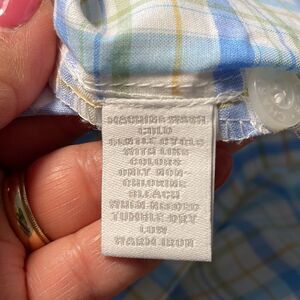 MACHINE WASH
COLD
GENTLE CYCLE
WITH LIKE
COLORS
ONLY NON-
CHLORINE
BLEACH
WHEN NEEDED
TUMBLE DRY
LOW
WARM IRON